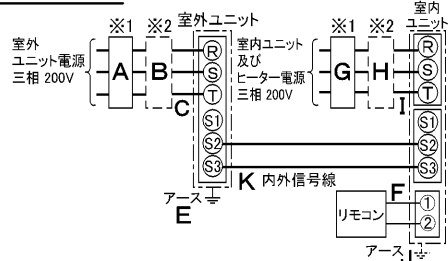 ※1 ※2 室外ユニット
室外
ユニット電源
三相 200V
A B
C
R
S
T
S1
S2
S3
アース
E
※1 ※2
室内
ユニット
室内ユニット
及び
ヒーター電源
三相 200V
G H
I
R
S
T
S1
S2
S3
K 内外信号線
F
リモコン
①
②
アース J